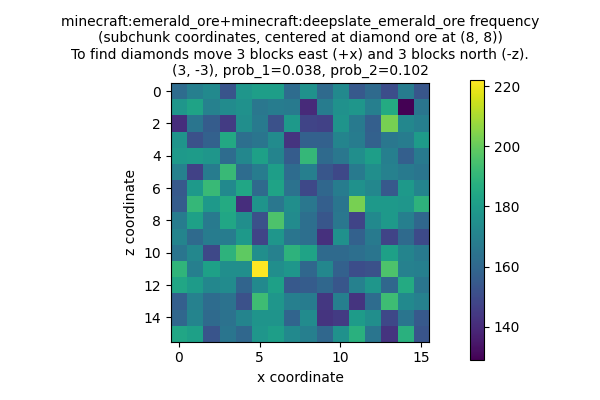 minecraft:emerald_ore+minecraft:deepslate_emerald_ore frequency
(subchunk coordinates, centered at diamond ore at (8, 8))
To find diamonds move 3 blocks east (+x) and 3 blocks north (-z).
(3, -3), prob_1=0.038, prob_2=0.102
0
2
4
6
8
10
12
14
z coordinate
0
5
10
15
x coordinate
220
200
180
160
140